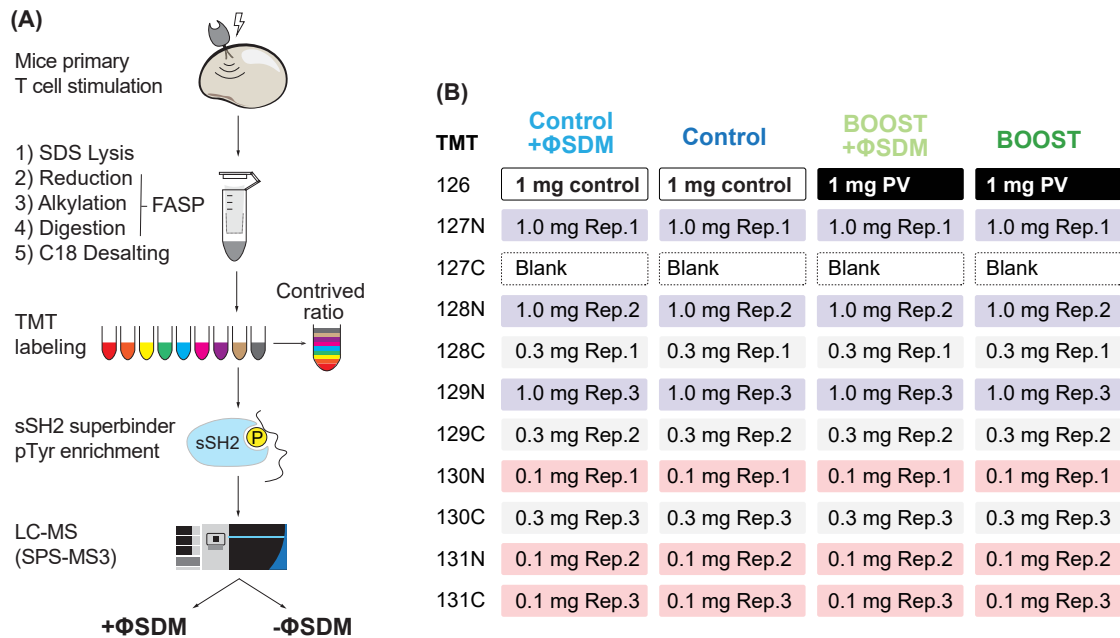 (A)
Mice primary
T cell stimulation
1) SDS Lysis
2) Reduction
3) Alkylation
4) Digestion
5) C18 Desalting
FASP
TMT
labeling
Contrived
ratio
sSH2 superbinder
pTyr enrichment
sSH2
P
LC-MS
(SPS-MS3)
+ΦSDM
-ΦSDM
(B)
TMT
Control
+ΦSDM
Control
BOOST
+ΦSDM
BOOST
126 1 mg control 1 mg control 1 mg PV 1 mg PV
127N 1.0 mg Rep.1 1.0 mg Rep.1 1.0 mg Rep.1 1.0 mg Rep.1
127C Blank Blank Blank Blank
128N 1.0 mg Rep.2 1.0 mg Rep.2 1.0 mg Rep.2 1.0 mg Rep.2
128C 0.3 mg Rep.1 0.3 mg Rep.1 0.3 mg Rep.1 0.3 mg Rep.1
129N 1.0 mg Rep.3 1.0 mg Rep.3 1.0 mg Rep.3 1.0 mg Rep.3
129C 0.3 mg Rep.2 0.3 mg Rep.2 0.3 mg Rep.2 0.3 mg Rep.2
130N 0.1 mg Rep.1 0.1 mg Rep.1 0.1 mg Rep.1 0.1 mg Rep.1
130C 0.3 mg Rep.3 0.3 mg Rep.3 0.3 mg Rep.3 0.3 mg Rep.3
131N 0.1 mg Rep.2 0.1 mg Rep.2 0.1 mg Rep.2 0.1 mg Rep.2
131C 0.1 mg Rep.3 0.1 mg Rep.3 0.1 mg Rep.3 0.1 mg Rep.3